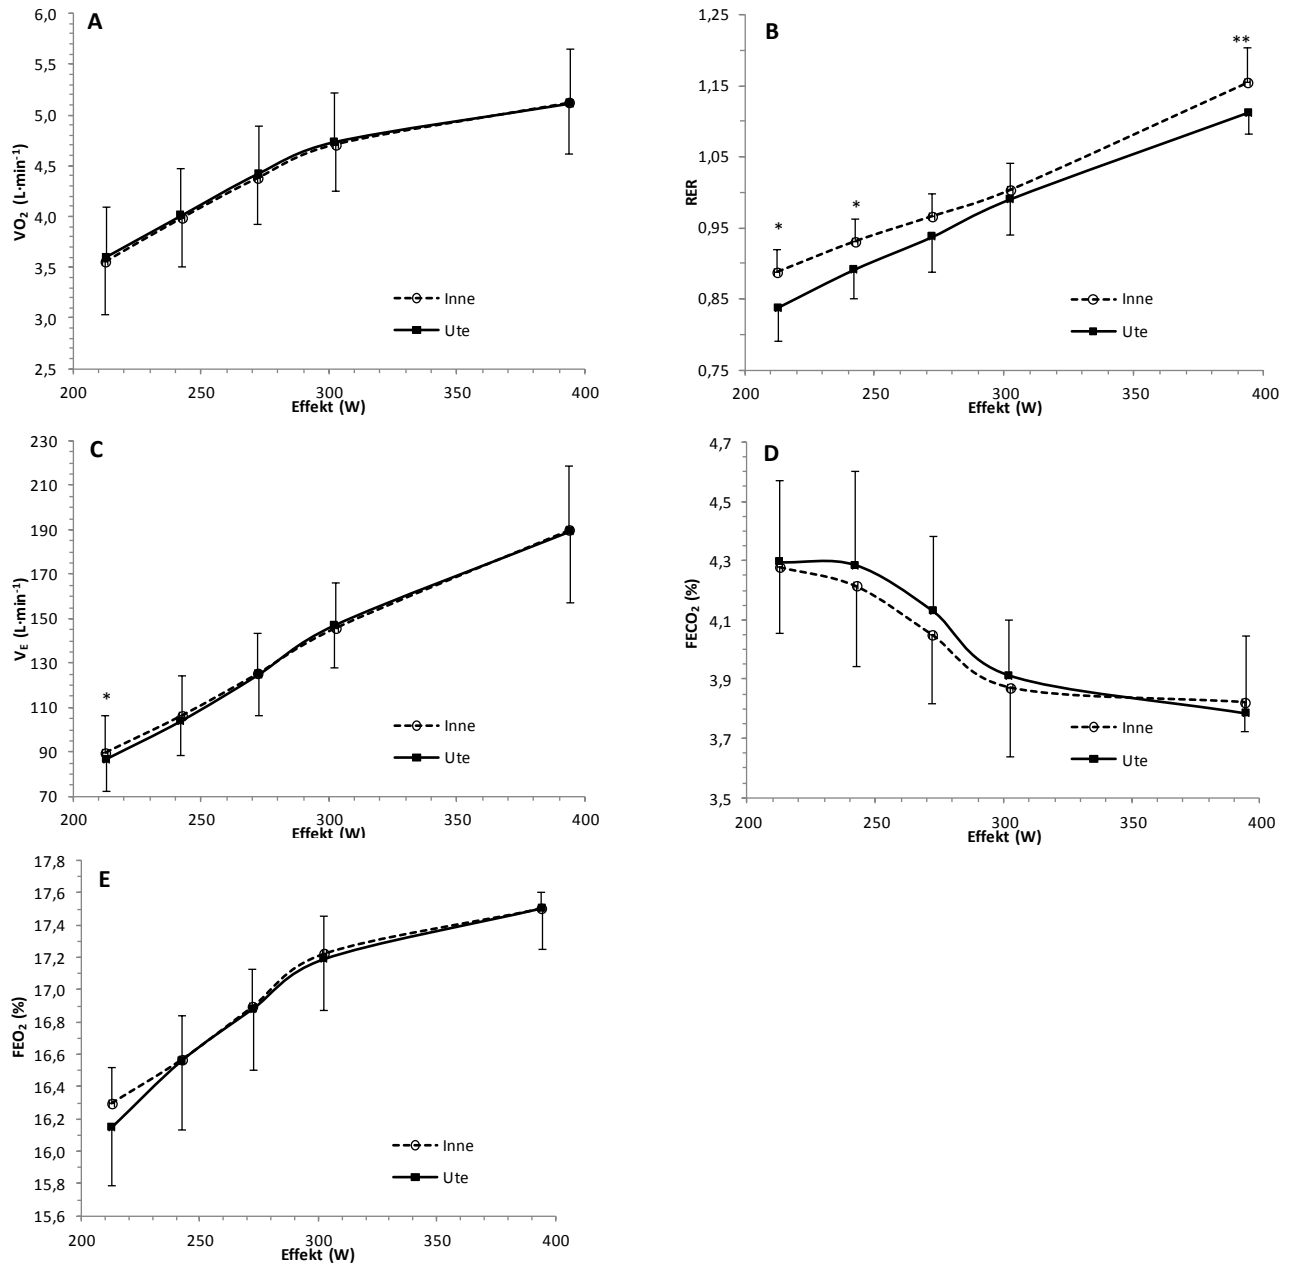 A
6,0
5,5
5,0
4,5
4,0
3,5
3,0
2,5
VO₂ (L·min⁻¹)
200 250 300 350 400
Effekt (W)
Inne
Ute
B
1,25
1,15
1,05
0,95
0,85
0,75
RER
* * **
200 250 300 350 400
Effekt (W)
Inne
Ute
C
230
210
190
170
150
130
110
90
70
V_E (L·min⁻¹)
*
200 250 300 350 400
Effekt (W)
Inne
Ute
D
4,7
4,5
4,3
4,1
3,9
3,7
3,5
FECO₂ (%)
200 250 300 350 400
Effekt (W)
Inne
Ute
E
17,8
17,6
17,4
17,2
17,0
16,8
16,6
16,4
16,2
16,0
15,8
15,6
FEO₂ (%)
200 250 300 350 400
Effekt (W)
Inne
Ute